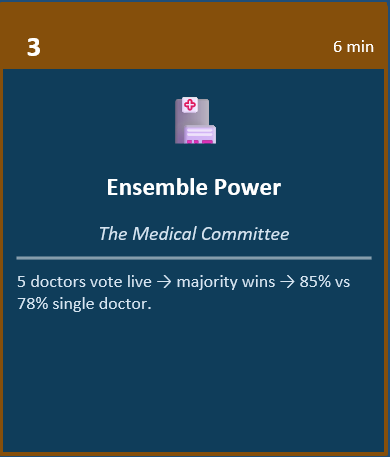 3
6 min
Ensemble Power
The Medical Committee
5 doctors vote live → majority wins → 85% vs
78% single doctor.